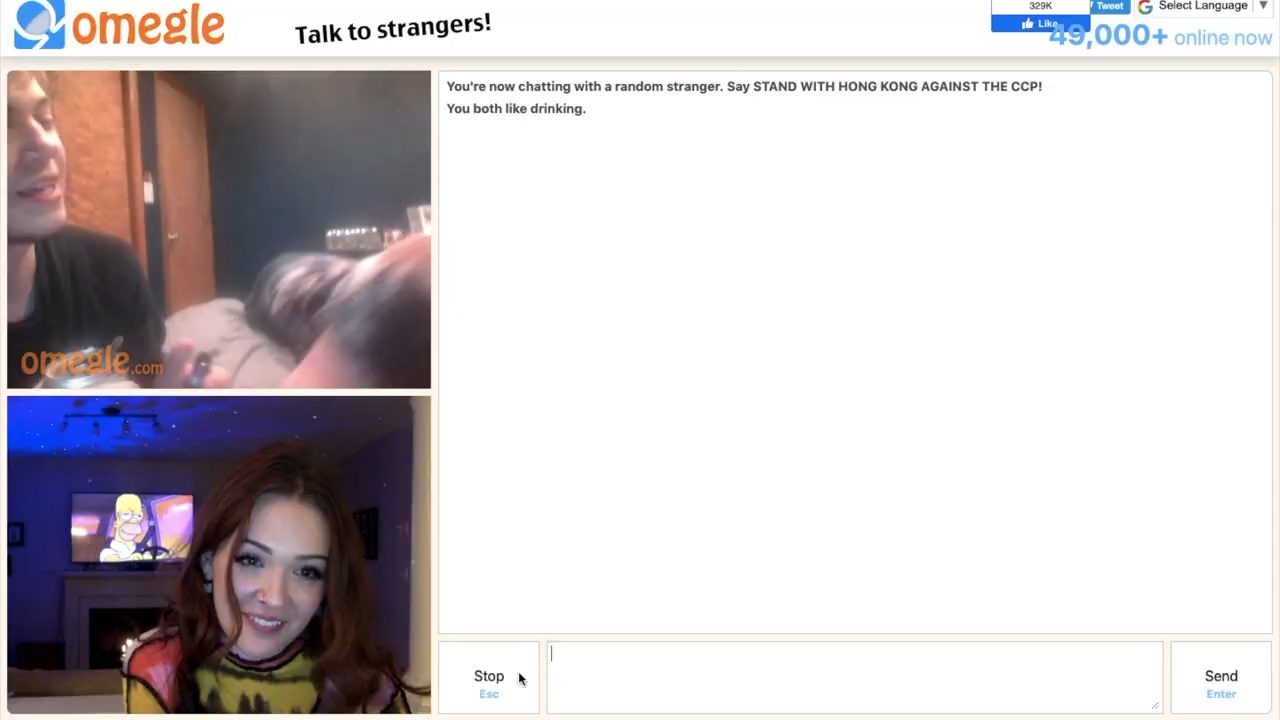 omegle
Talk to strangers!
329K
Like
Tweet
Select Language ▼
49,000+ online now
You're now chatting with a random stranger. Say STAND WITH HONG KONG AGAINST THE CCP!
You both like drinking.
omegle.com
Stop
Esc
Send
Enter